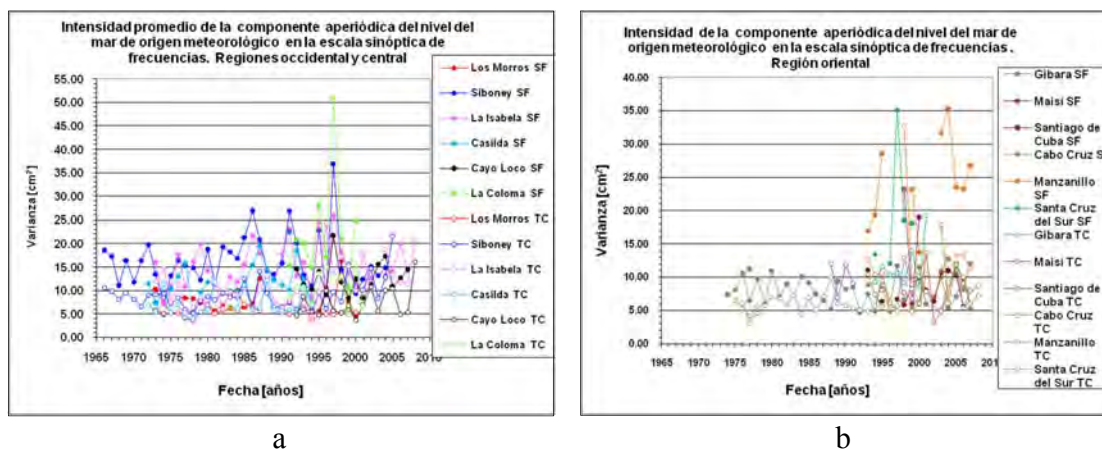 Intensidad promedio de la componente aperiódica del nivel del
mar de origen meteorológico en la escala sinóptica de
frecuencias. Regiones occidental y central
55.00
50.00
45.00
40.00
35.00
30.00
25.00
20.00
15.00
10.00
5.00
0.00
Varianza [cm²]
1965 1970 1975 1980 1985 1990 1995 2000 2005 2010
Fecha [años]
Los Morros SF
Siboney SF
La Isabela SF
Casilda SF
Cayo Loco SF
La Coloma SF
Los Morros TC
Siboney TC
La Isabela TC
Casilda TC
Cayo Loco TC
La Coloma TC
a
Intensidad de la componente aperiódica del nivel del mar de
origen meteorológico en la escala sinóptica de frecuencias.
Región oriental
40.00
35.00
30.00
25.00
20.00
15.00
10.00
5.00
0.00
Varianza [cm²]
1965 1970 1975 1980 1985 1990 1995 2000 2005 201
Fecha [años]
Gibara SF
Maisí SF
Santiago de
Cuba SF
Cabo Cruz S
Manzanillo
SF
Santa Cruz
del Sur SF
Gibara TC
Maisí TC
Santiago de
Cuba TC
Cabo Cruz
TC
Manzanillo
TC
Santa Cruz
del Sur TC
b